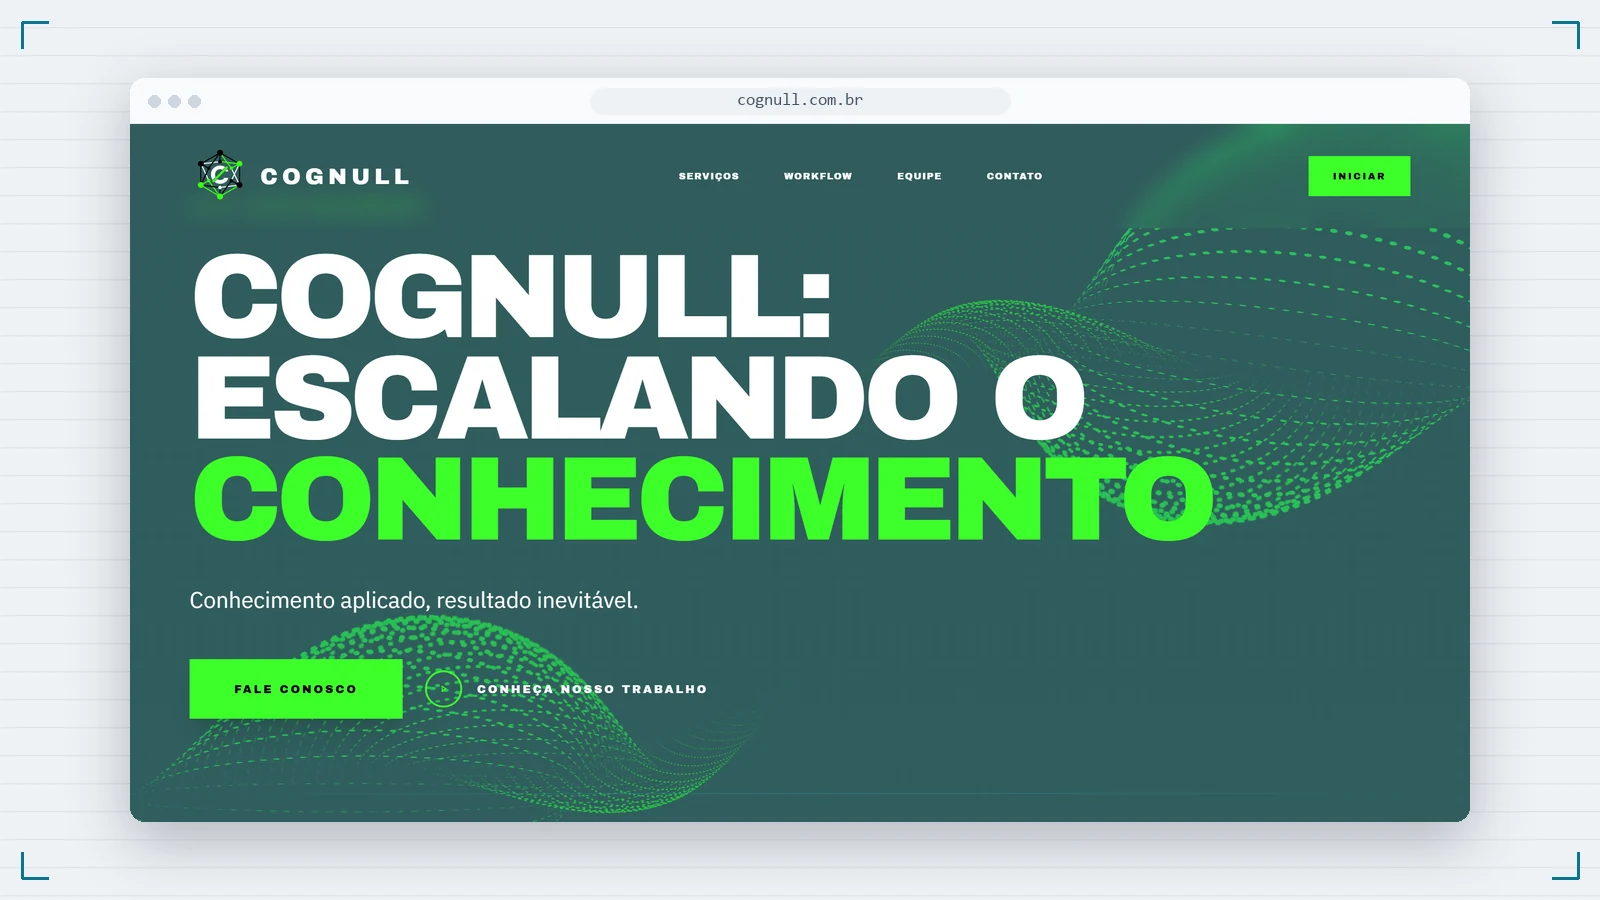 cognull.com.br
COGNULL
SERVIÇOS WORKFLOW EQUIPE CONTATO
INICIAR
COGNULL:
ESCALANDO O
CONHECIMENTO
Conhecimento aplicado, resultado inevitável.
FALE CONOSCO
CONHEÇA NOSSO TRABALHO